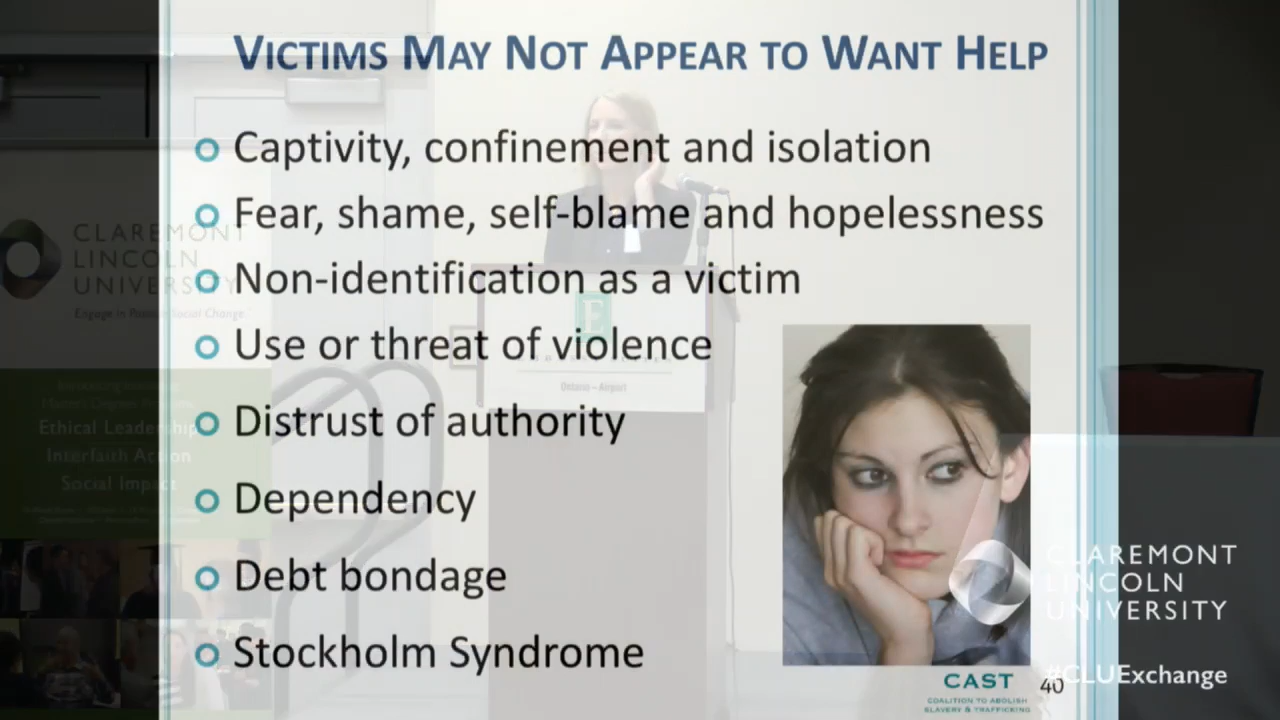 VICTIMS MAY NOT APPEAR TO WANT HELP
Captivity, confinement and isolation
Fear, shame, self-blame and hopelessness
Non-identification as a victim
Use or threat of violence
Distrust of authority
Dependency
Debt bondage
Stockholm Syndrome
CAST
COALITION TO ABOLISH
SLAVERY & TRAFFICKING
40
CLAREMONT
LINCOLN
UNIVERSITY
#CLUExchange
CLAREMONT
LINCOLN
UNIVERSITY
Engage in Positive Social Change
Ethical Leadership
Interfaith Action
Social Impact
E
Ontario - Airport